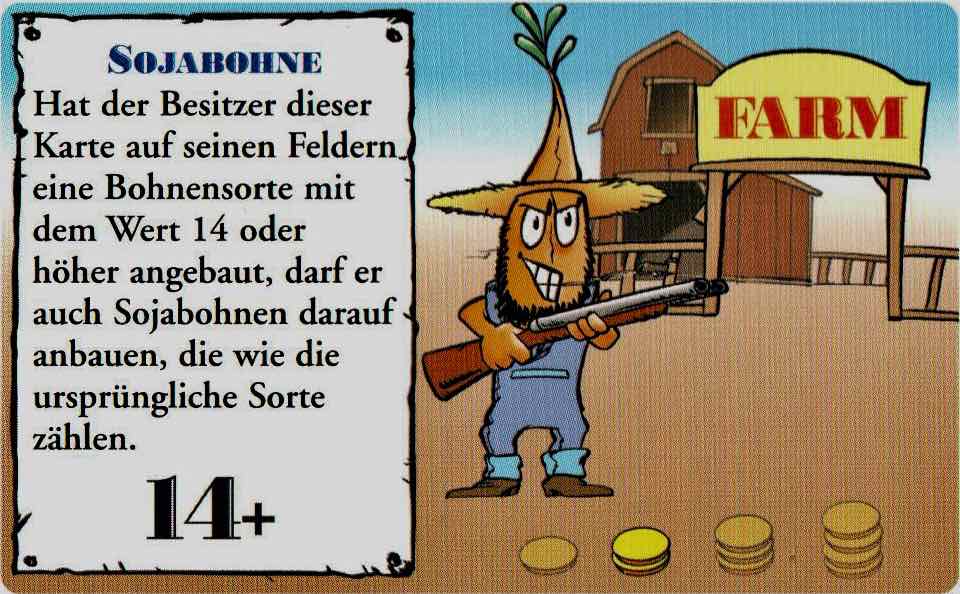 SOJABOHNE
Hat der Besitzer dieser
Karte auf seinen Feldern
eine Bohnensorte mit
dem Wert 14 oder
höher angebaut, darf er
auch Sojabohnen darauf
anbauen, die wie die
ursprüngliche Sorte
zählen.
14+
FARM